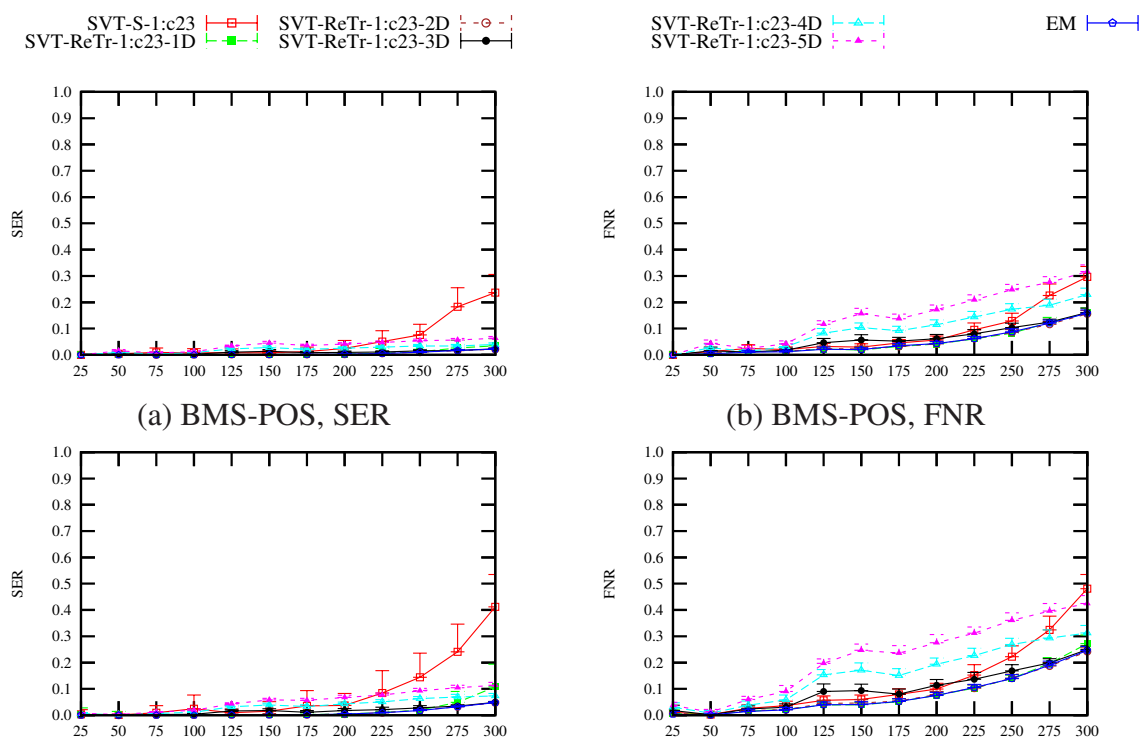 SVT-S-1:c23 SVT-ReTr-1:c23-2D SVT-ReTr-1:c23-4D EM
SVT-ReTr-1:c23-1D SVT-ReTr-1:c23-3D SVT-ReTr-1:c23-5D
1.0 1.0
0.9 0.9
0.8 0.8
0.7 0.7
0.6 0.6
SER 0.5 FNR 0.5
0.4 0.4
0.3 0.3
0.2 0.2
0.1 0.1
0.0 0.0
25 50 75 100 125 150 175 200 225 250 275 300 25 50 75 100 125 150 175 200 225 250 275 300
(a) BMS-POS, SER (b) BMS-POS, FNR
1.0 1.0
0.9 0.9
0.8 0.8
0.7 0.7
0.6 0.6
SER 0.5 FNR 0.5
0.4 0.4
0.3 0.3
0.2 0.2
0.1 0.1
0.0 0.0
25 50 75 100 125 150 175 200 225 250 275 300 25 50 75 100 125 150 175 200 225 250 275 300